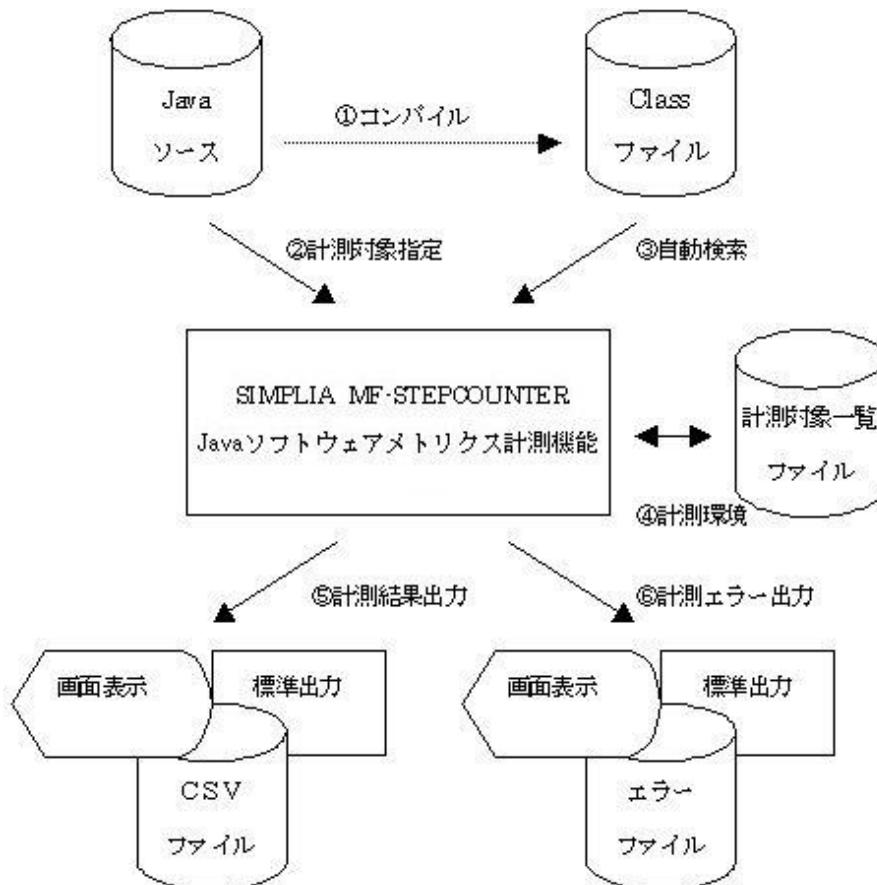 Java
ソース
①コンパイル
Class
ファイル
②計測対象指定
③自動検索
SIMPLIA MF-STEPCOUNTER
Javaソフトウェアメトリクス計測機能
計測対象一覧
ファイル
④計測環境
⑤計測結果出力
⑥計測エラー出力
画面表示
標準出力
CSV
ファイル
画面表示
標準出力
エラー
ファイル